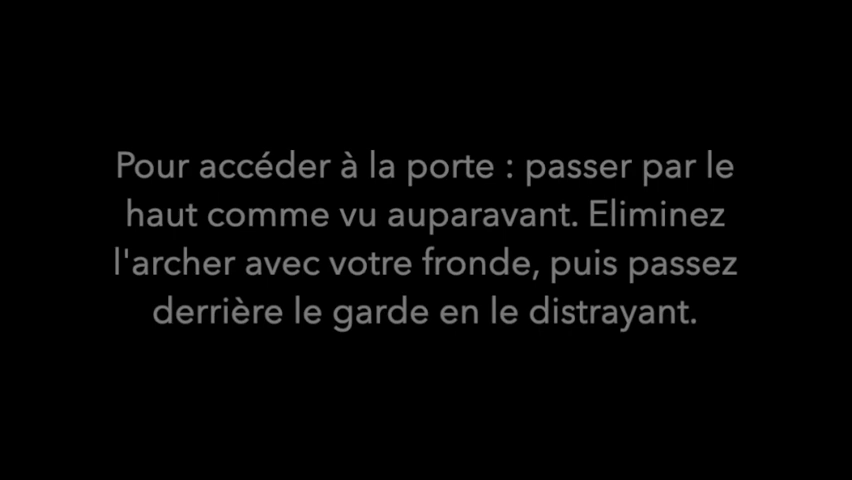 Pour accéder à la porte : passer par le
haut comme vu auparavant. Eliminez
l'archer avec votre fronde, puis passez
derrière le garde en le distrayant.